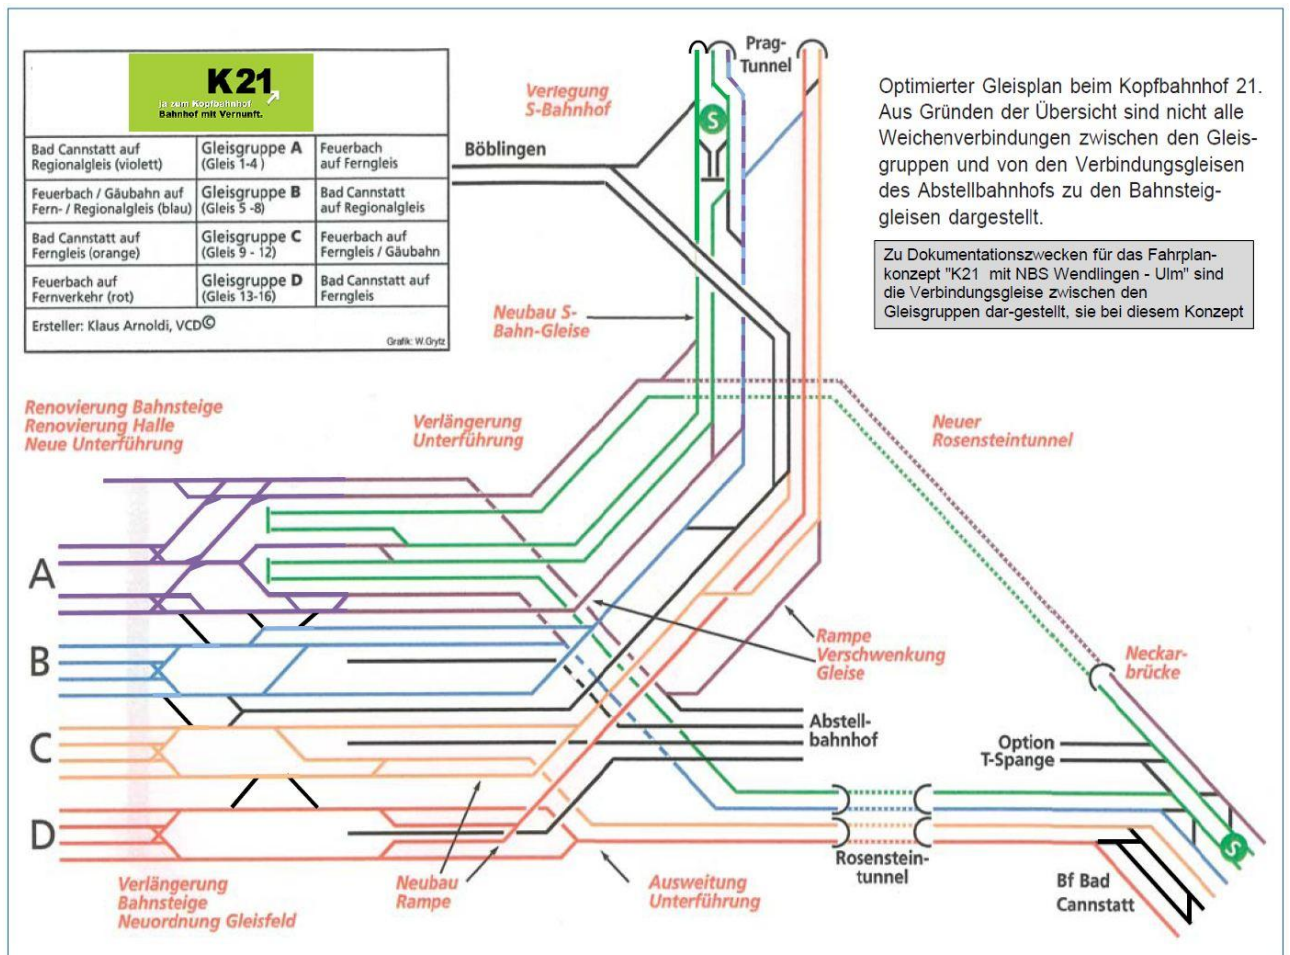 K21
ja zum Kopfbahnhof
Bahnhof mit Vernunft.
Bad Cannstatt auf
Regionalgleis (violett)
Gleisgruppe A
(Gleis 1-4 )
Feuerbach
auf Ferngleis
Feuerbach / Gäubahn auf
Fern- / Regionalgleis (blau)
Gleisgruppe B
(Gleis 5 -8)
Bad Cannstatt
auf Regionalgleis
Bad Cannstatt auf
Ferngleis (orange)
Gleisgruppe C
(Gleis 9 - 12)
Feuerbach auf
Ferngleis / Gäubahn
Feuerbach auf
Fernverkehr (rot)
Gleisgruppe D
(Gleis 13-16)
Bad Cannstatt auf
Ferngleis
Ersteller: Klaus Arnoldi, VCD©
Grafik: W.Grytz
Prag-
Tunnel
Verlegung
S-Bahnhof
S
Böblingen
Optimierter Gleisplan beim Kopfbahnhof 21.
Aus Gründen der Übersicht sind nicht alle
Weichenverbindungen zwischen den Gleis-
gruppen und von den Verbindungsgleisen
des Abstellbahnhofs zu den Bahnsteig-
gleisen dargestellt.
Zu Dokumentationszwecken für das Fahrplan-
konzept "K21 mit NBS Wendlingen - Ulm" sind
die Verbindungsgleise zwischen den
Gleisgruppen dar-gestellt, sie bei diesem Konzept
Neubau S-
Bahn-Gleise
Renovierung Bahnsteige
Renovierung Halle
Neue Unterführung
Verlängerung
Unterführung
Neuer
Rosensteintunnel
A
B
C
D
Rampe
Verschwenkung
Gleise
Neckar-
brücke
Abstell-
bahnhof
Option
T-Spange
S
Rosenstein-
tunnel
Bf Bad
Cannstatt
Verlängerung
Bahnsteige
Neuordnung Gleisfeld
Neubau
Rampe
Ausweitung
Unterführung